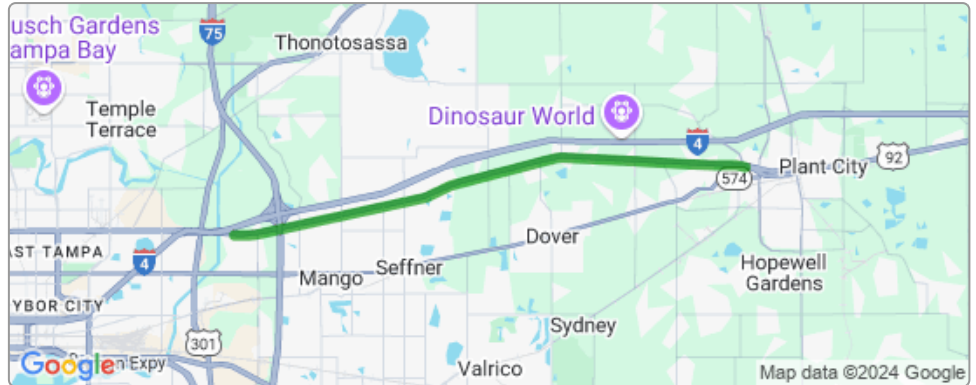 usch Gardens
ampa Bay
75
Thonotosassa
Temple
Terrace
Dinosaur World
4
Plant City
92
574
AST TAMPA
4
Mango
Seffner
Dover
Hopewell
Gardens
YBOR CITY
301
Sydney
Valrico
Google
n Expy
Map data ©2024 Google